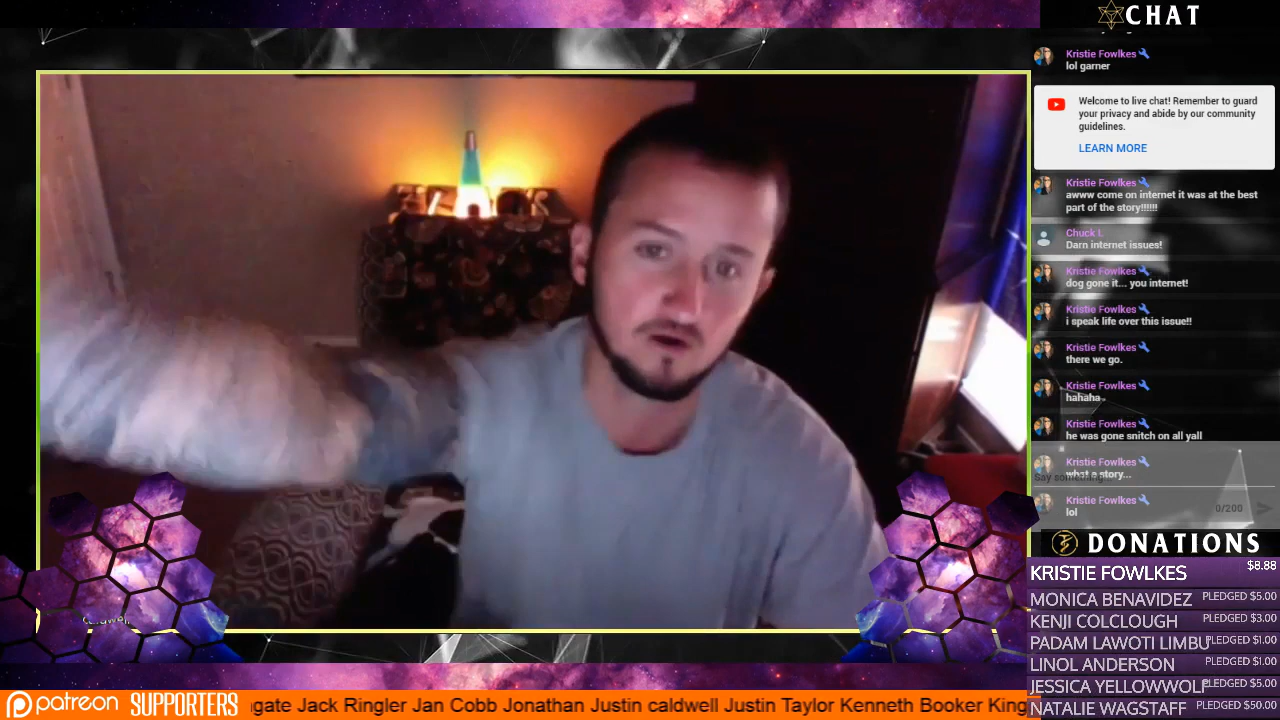 CHAT
Kristie Fowlkes
lol garner
Welcome to live chat! Remember to guard
your privacy and abide by our community
guidelines.
LEARN MORE
Kristie Fowlkes
awww come on internet it was at the best
part of the story!!!!!!
Chuck I.
Darn internet issues!
Kristie Fowlkes
dog gone it... you internet!
Kristie Fowlkes
i speak life over this issue!!
Kristie Fowlkes
there we go.
Kristie Fowlkes
hahaha
Kristie Fowlkes
he was gone snitch on all yall
Kristie Fowlkes
what a story...
Say something...
Kristie Fowlkes
lol
0/200
DONATIONS
KRISTIE FOWLKES $8.88
MONICA BENAVIDEZ PLEDGED $5.00
KENJI COLCLOUGH PLEDGED $3.00
PADAM LAWOTI LIMBU PLEDGED $1.00
LINOL ANDERSON PLEDGED $1.00
JESSICA YELLOWWOLF PLEDGED $5.00
NATALIE WAGSTAFF PLEDGED $50.00
caldwell
patreon SUPPORTERS gate Jack Ringler Jan Cobb Jonathan Justin caldwell Justin Taylor Kenneth Booker King